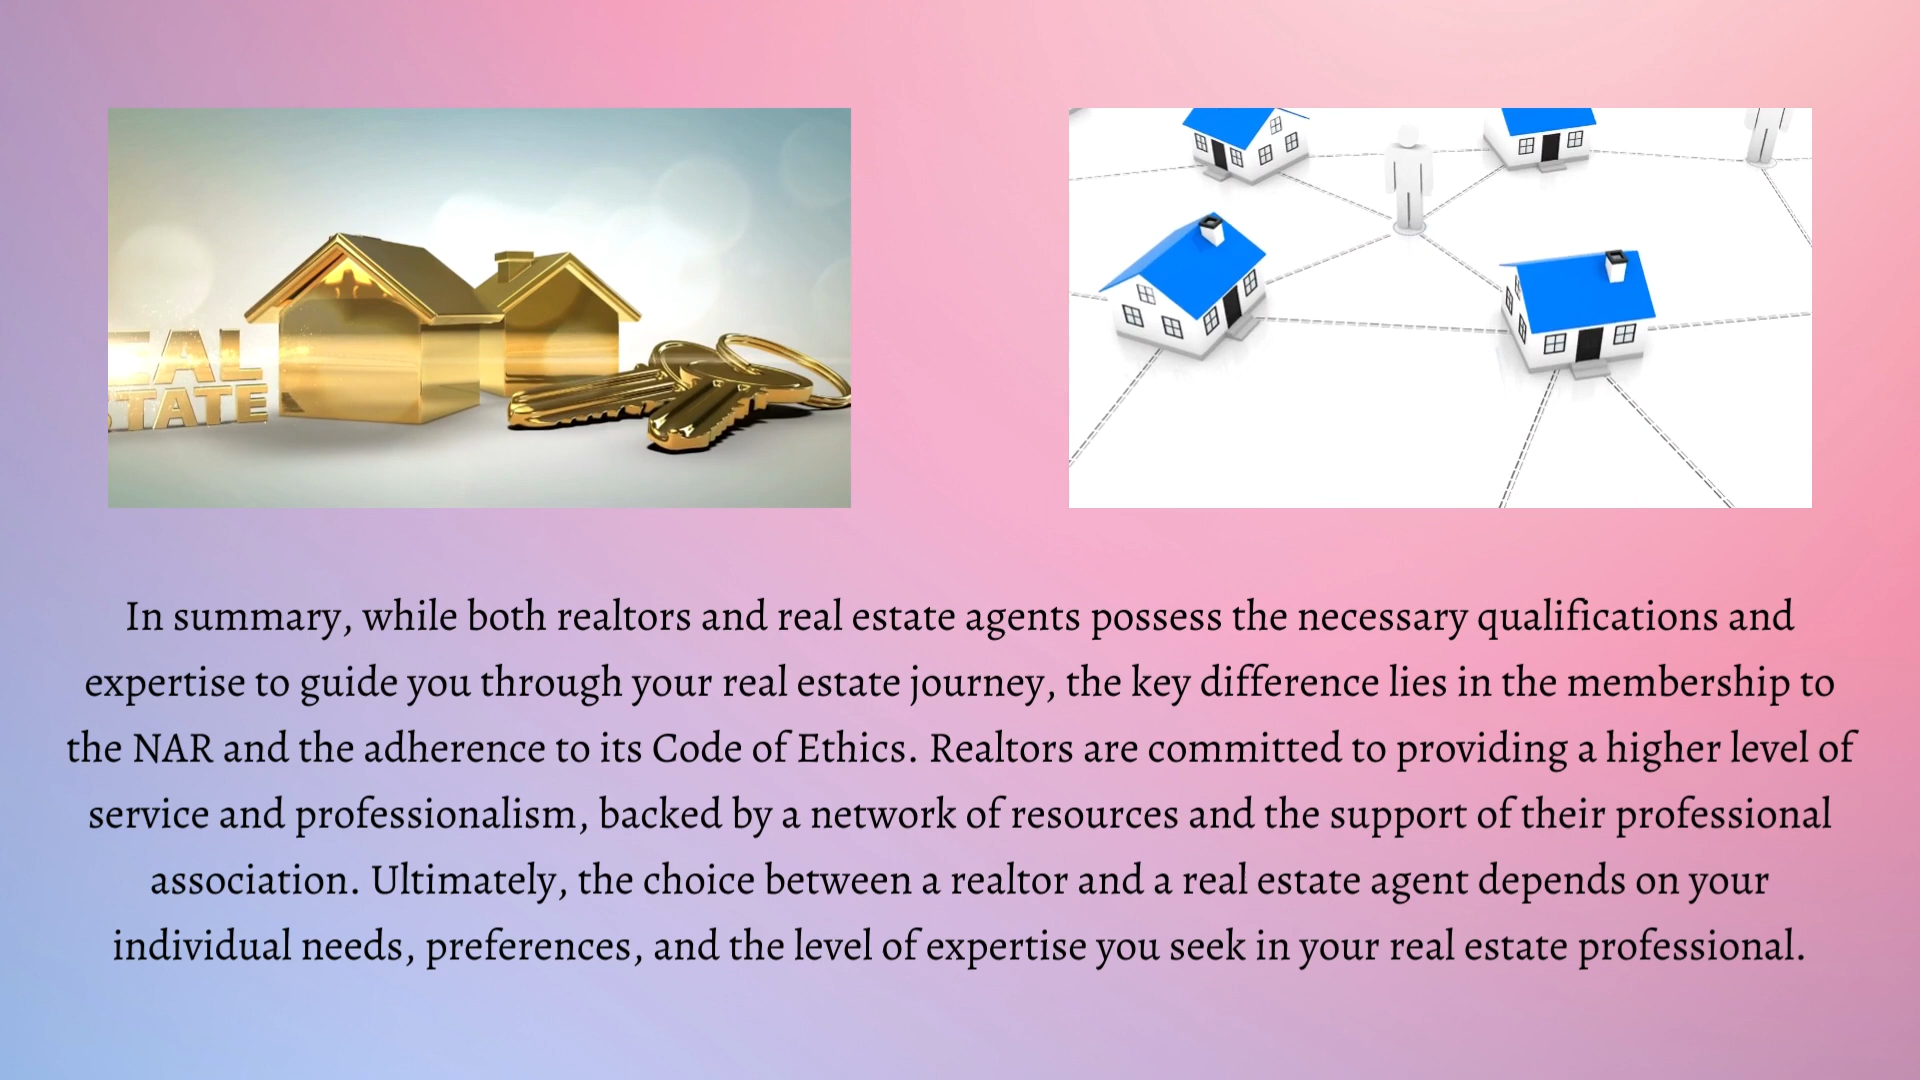 EAL
STATE
In summary, while both realtors and real estate agents possess the necessary qualifications and
expertise to guide you through your real estate journey, the key difference lies in the membership to
the NAR and the adherence to its Code of Ethics. Realtors are committed to providing a higher level of
service and professionalism, backed by a network of resources and the support of their professional
association. Ultimately, the choice between a realtor and a real estate agent depends on your
individual needs, preferences, and the level of expertise you seek in your real estate professional.